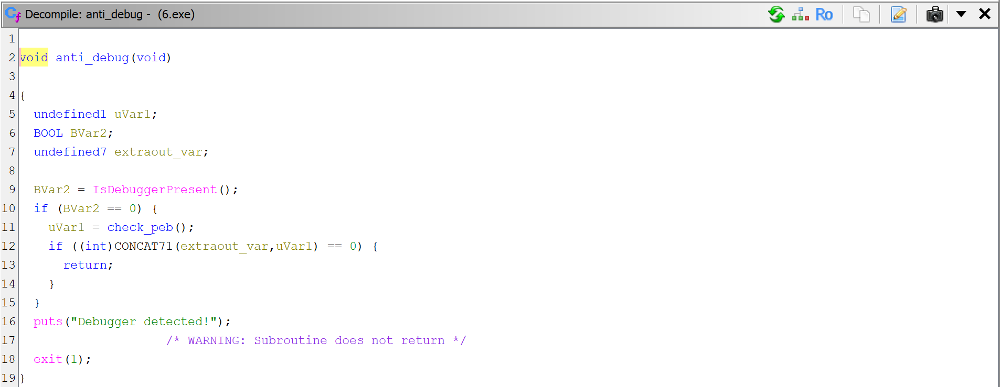 Decompile: anti_debug - (6.exe)
Ro
1
2 void anti_debug(void)
3
4 {
5 undefined1 uVar1;
6 BOOL BVar2;
7 undefined7 extraout_var;
8
9 BVar2 = IsDebuggerPresent();
10 if (BVar2 == 0) {
11 uVar1 = check_peb();
12 if ((int)CONCAT71(extraout_var,uVar1) == 0) {
13 return;
14 }
15 }
16 puts("Debugger detected!");
17 /* WARNING: Subroutine does not return */
18 exit(1);
19 }